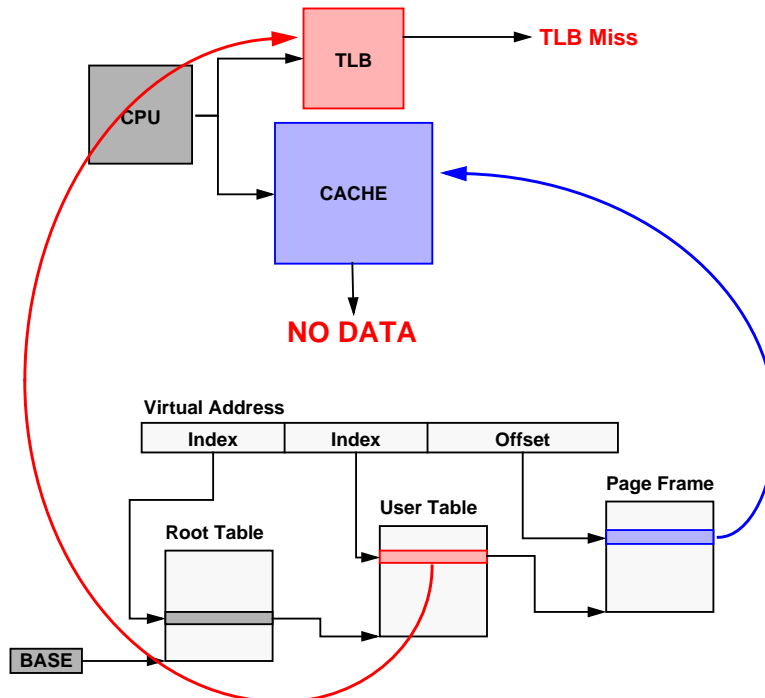 TLB
TLB Miss
CPU
CACHE
NO DATA
Virtual Address
Index
Index
Offset
Page Frame
User Table
Root Table
BASE